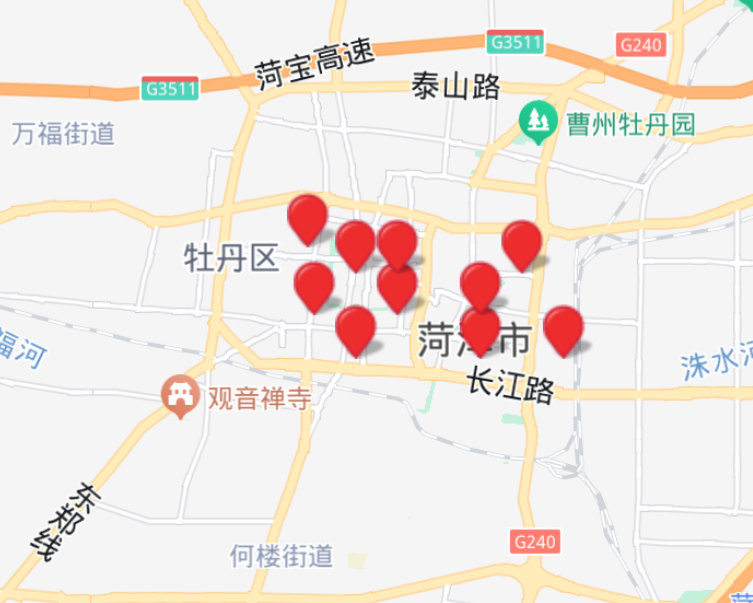 G3511
G240
菏宝高速
G3511
泰山路
曹州牡丹园
万福街道
牡丹区
菏泽市
福河
洙水河
长江路
观音禅寺
东郑线
G240
何楼街道